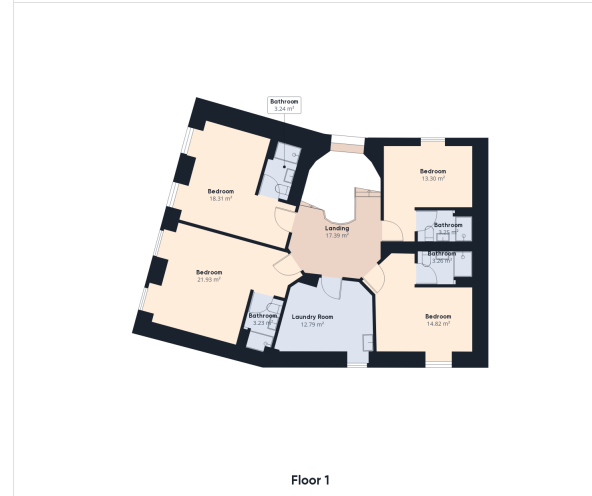 Bathroom
3.24 m²
Bedroom
18.31 m²
Bedroom
13.30 m²
Landing
17.39 m²
Bathroom
Bathroom
3.26 m²
Bedroom
21.93 m²
Bathroom
3.23 m²
Laundry Room
12.79 m²
Bedroom
14.82 m²
Floor 1